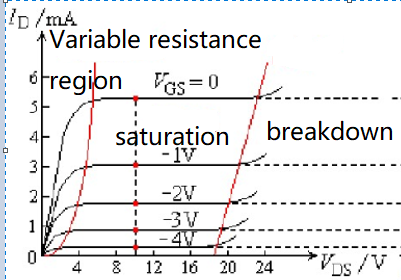 I_D /mA
Variable resistance
region
V_GS = 0
saturation
breakdown
-1V
-2V
-3V
-4V
6
5
4
3
2
1
0
4 8 12 16 20 24 V_DS / V